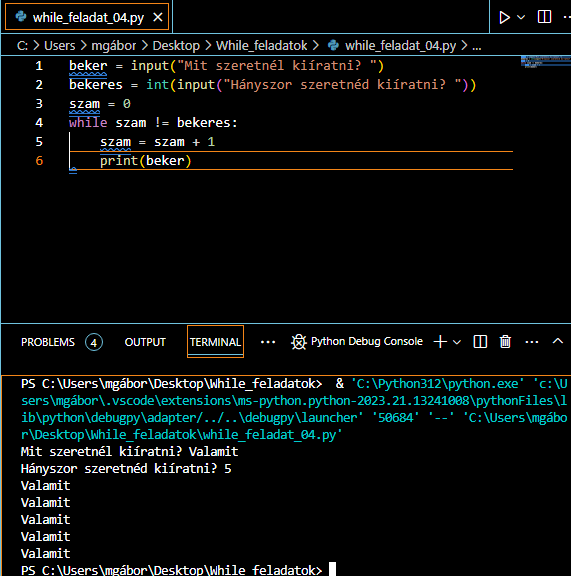 while_feladat_04.py
C: > Users > mgábor > Desktop > While_feladatok > while_feladat_04.py > ...
1 beker = input("Mit szeretnél kiíratni? ")
2 bekeres = int(input("Hányszor szeretnéd kiíratni? "))
3 szam = 0
4 while szam != bekeres:
5     szam = szam + 1
6     print(beker)
PROBLEMS 4 OUTPUT TERMINAL ... Python Debug Console
PS C:\Users\mgábor\Desktop\While_feladatok>  & 'C:\Python312\python.exe' 'c:\U
sers\mgábor\.vscode\extensions\ms-python.python-2023.21.13241008\pythonFiles\l
ib\python\debugpy\adapter/../..\debugpy\launcher' '50684' '--' 'C:\Users\mgábo
r\Desktop\While_feladatok\while_feladat_04.py'
Mit szeretnél kiíratni? Valamit
Hányszor szeretnéd kiíratni? 5
Valamit
Valamit
Valamit
Valamit
Valamit
PS C:\Users\mgábor\Desktop\While_feladatok>